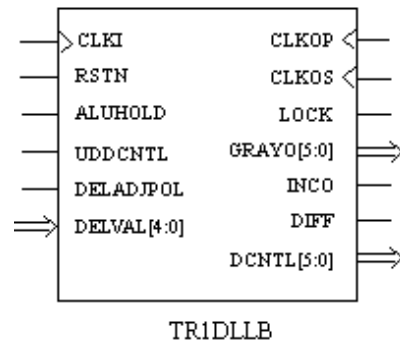 CLKI
CLKOP
RSTN
CLKOS
ALUHOLD
LOCK
UDDCNTL
GRAYO[5:0]
DELADJPOL
INCO
DELVAL[4:0]
DIFF
DCNTL[5:0]
TR1DLLB